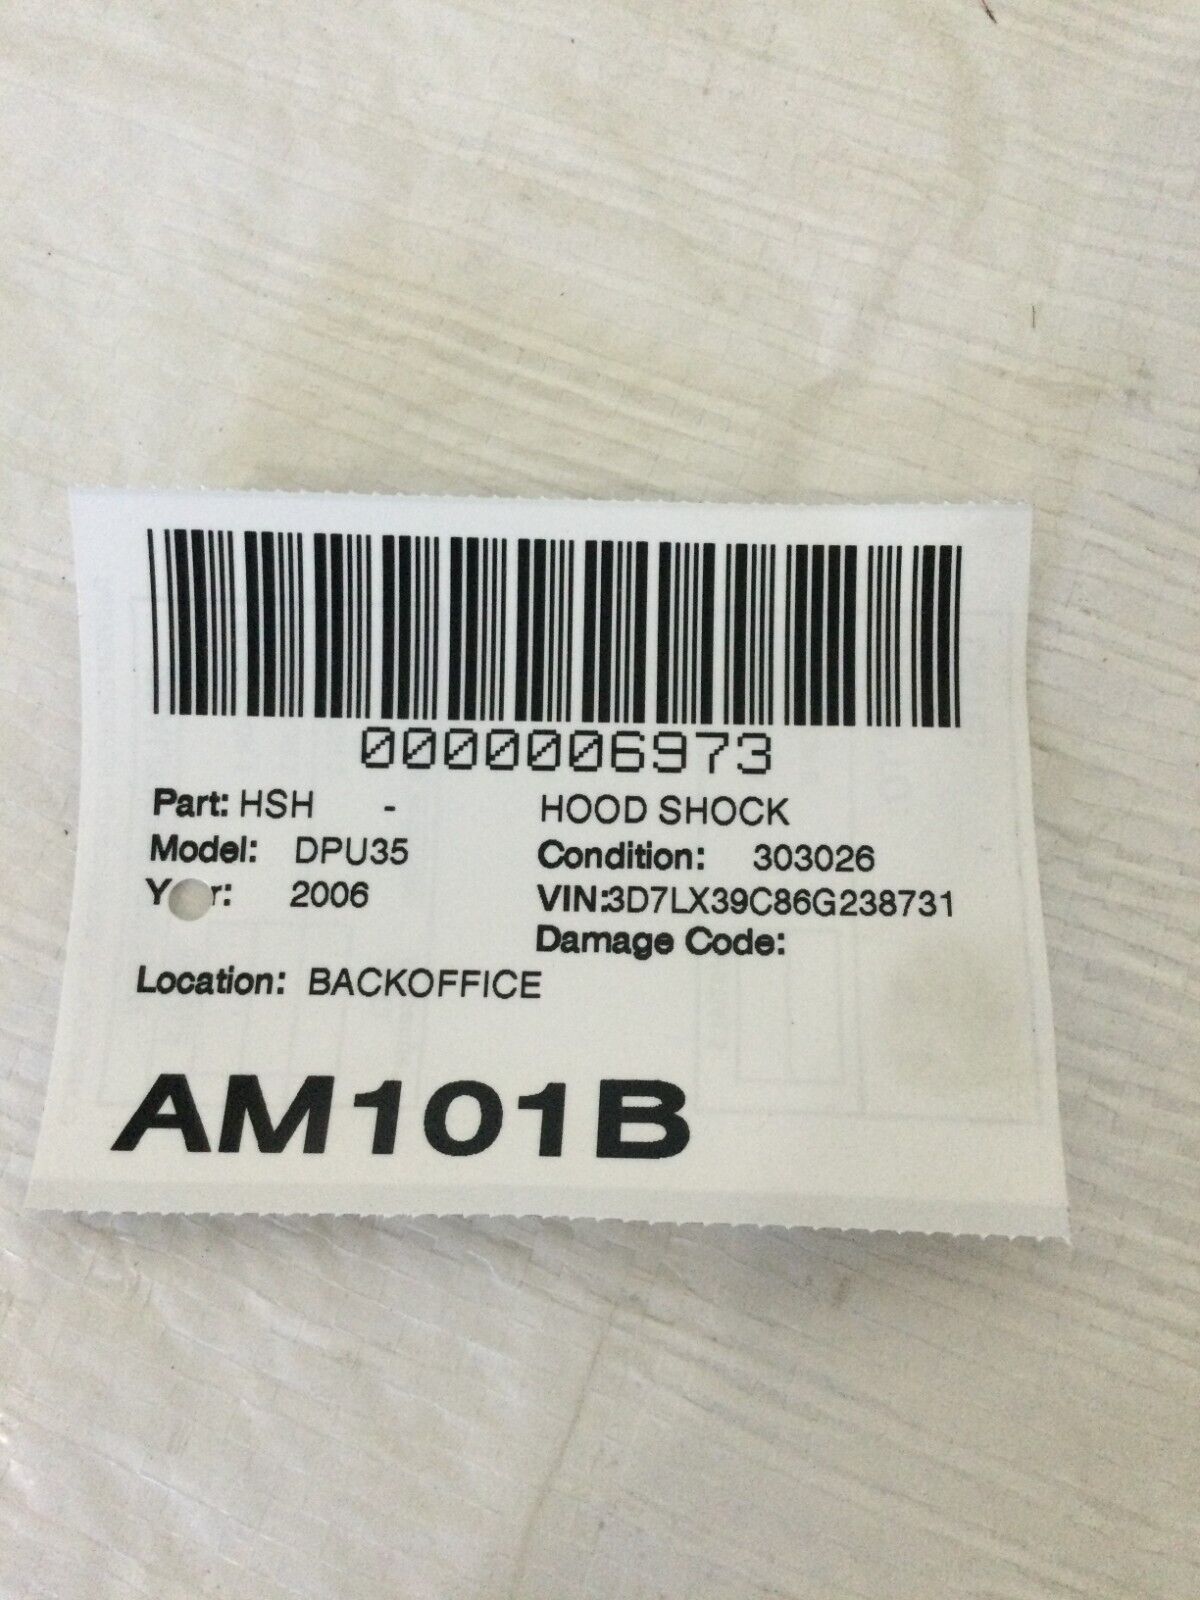 0000006973
Part: HSH - HOOD SHOCK
Model: DPU35 Condition: 303026
Y r: 2006 VIN:3D7LX39C86G238731
Damage Code:
Location: BACKOFFICE
AM101B